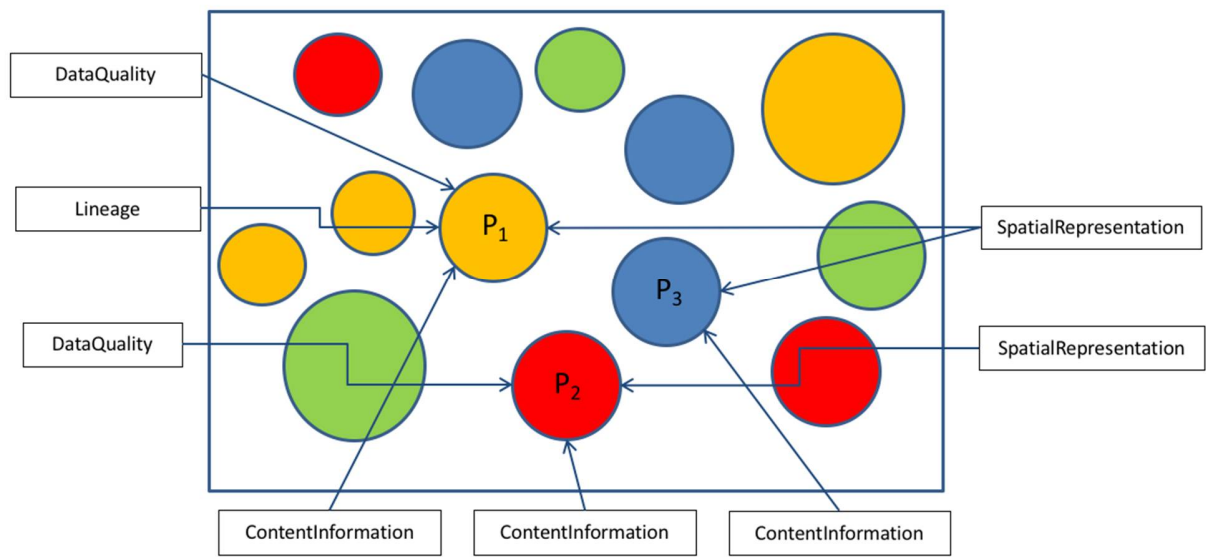 DataQuality
Lineage
P₁
SpatialRepresentation
P₃
DataQuality
SpatialRepresentation
P₂
ContentInformation
ContentInformation
ContentInformation